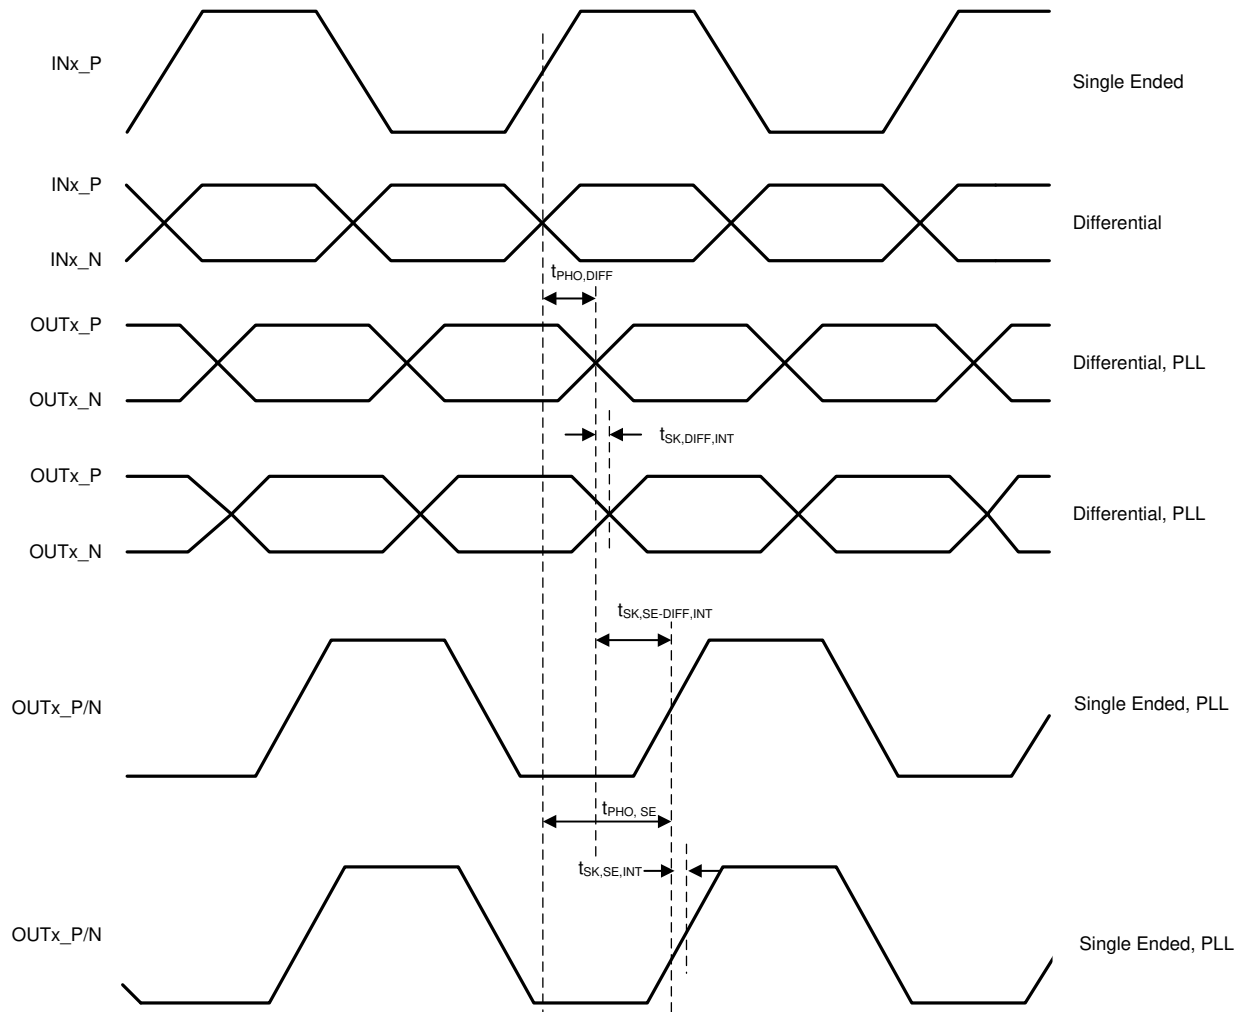 INx_P
Single Ended
INx_P
Differential
INx_N
tPHO,DIFF
OUTx_P
Differential, PLL
OUTx_N
tSK,DIFF,INT
OUTx_P
Differential, PLL
OUTx_N
tSK,SE-DIFF,INT
OUTx_P/N
Single Ended, PLL
tPHO, SE
tSK,SE,INT
OUTx_P/N
Single Ended, PLL